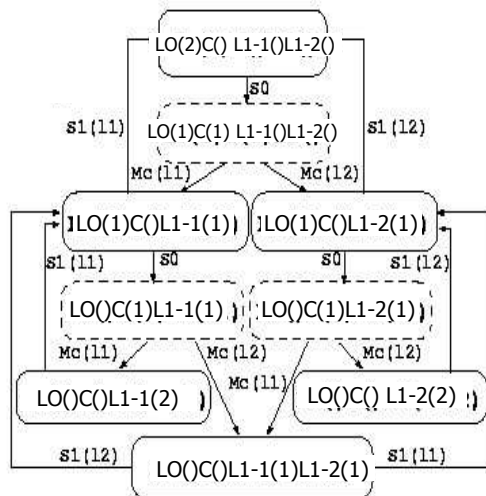 LO(2)C() L1-1()L1-2()
S0
LO(1)C(1) L1-1()L1-2()
S1(l1)
S1(l2)
Mc(l1)
Mc(l2)
LO(1)C()L1-1(1)
LO(1)C()L1-2(1)
S1(l1)
S0
S0
S1(l2)
LO()C(1)L1-1(1)
LO()C(1)L1-2(1)
Mc(l1)
Mc(l2)
Mc(l1)
Mc(l2)
LO()C()L1-1(2)
LO()C() L1-2(2)
S1(l2)
LO()C()L1-1(1)L1-2(1)
S1(l1)